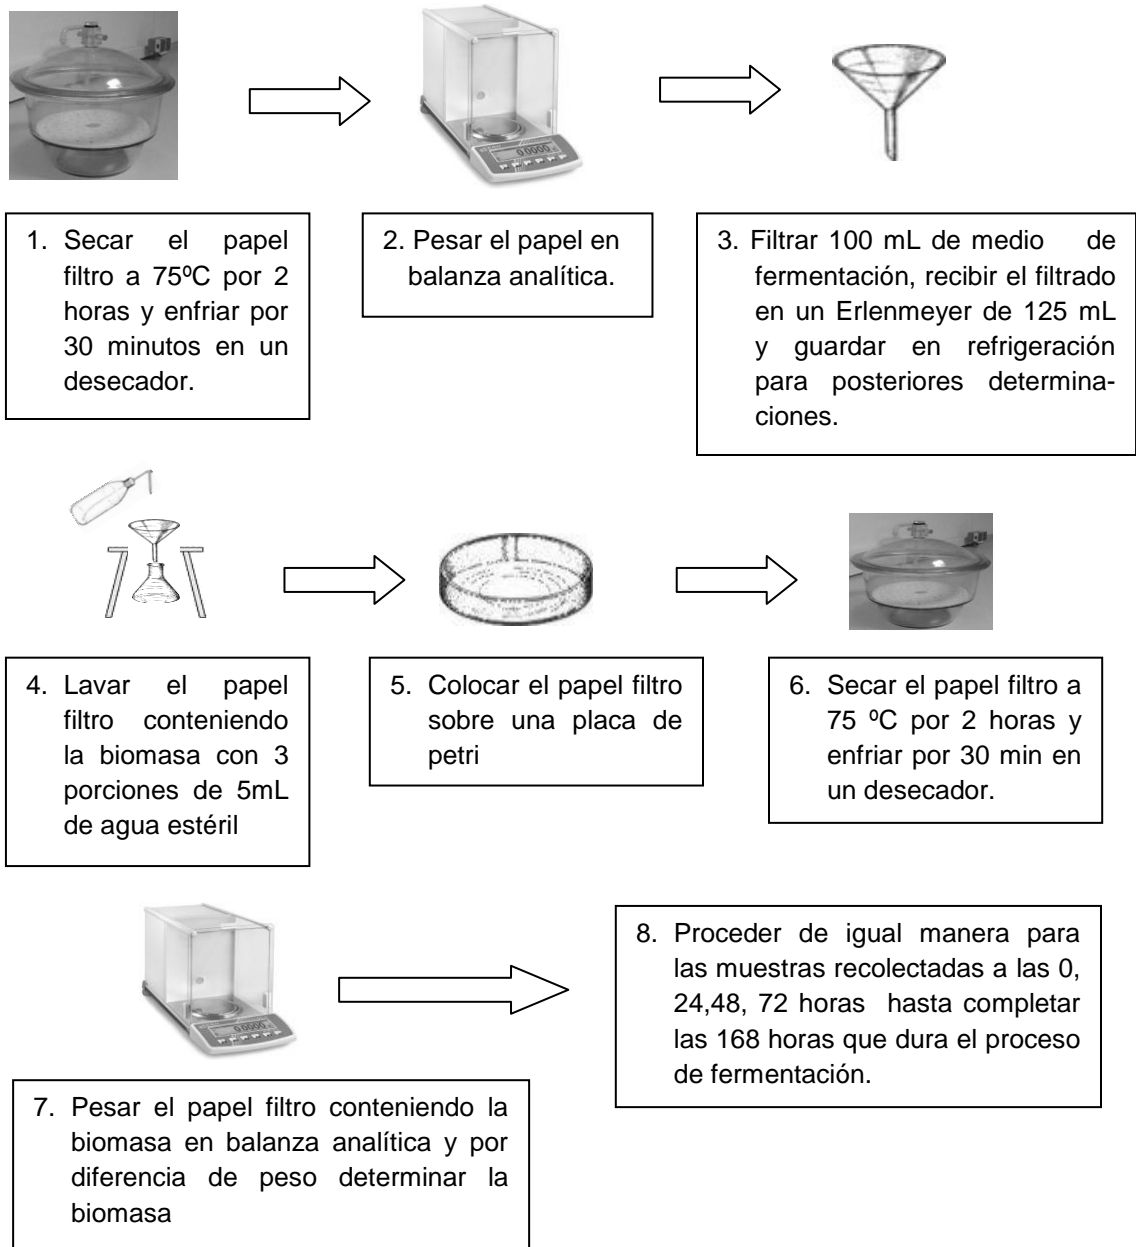 1. Secar el papel
filtro a 75ºC por 2
horas y enfriar por
30 minutos en un
desecador.
2. Pesar el papel en
balanza analítica.
3. Filtrar 100 mL de medio de
fermentación, recibir el filtrado
en un Erlenmeyer de 125 mL
y guardar en refrigeración
para posteriores determina-
ciones.
4. Lavar el papel
filtro conteniendo
la biomasa con 3
porciones de 5mL
de agua estéril
5. Colocar el papel filtro
sobre una placa de
petri
6. Secar el papel filtro a
75 ºC por 2 horas y
enfriar por 30 min en
un desecador.
7. Pesar el papel filtro conteniendo la
biomasa en balanza analítica y por
diferencia de peso determinar la
biomasa
8. Proceder de igual manera para
las muestras recolectadas a las 0,
24,48, 72 horas hasta completar
las 168 horas que dura el proceso
de fermentación.